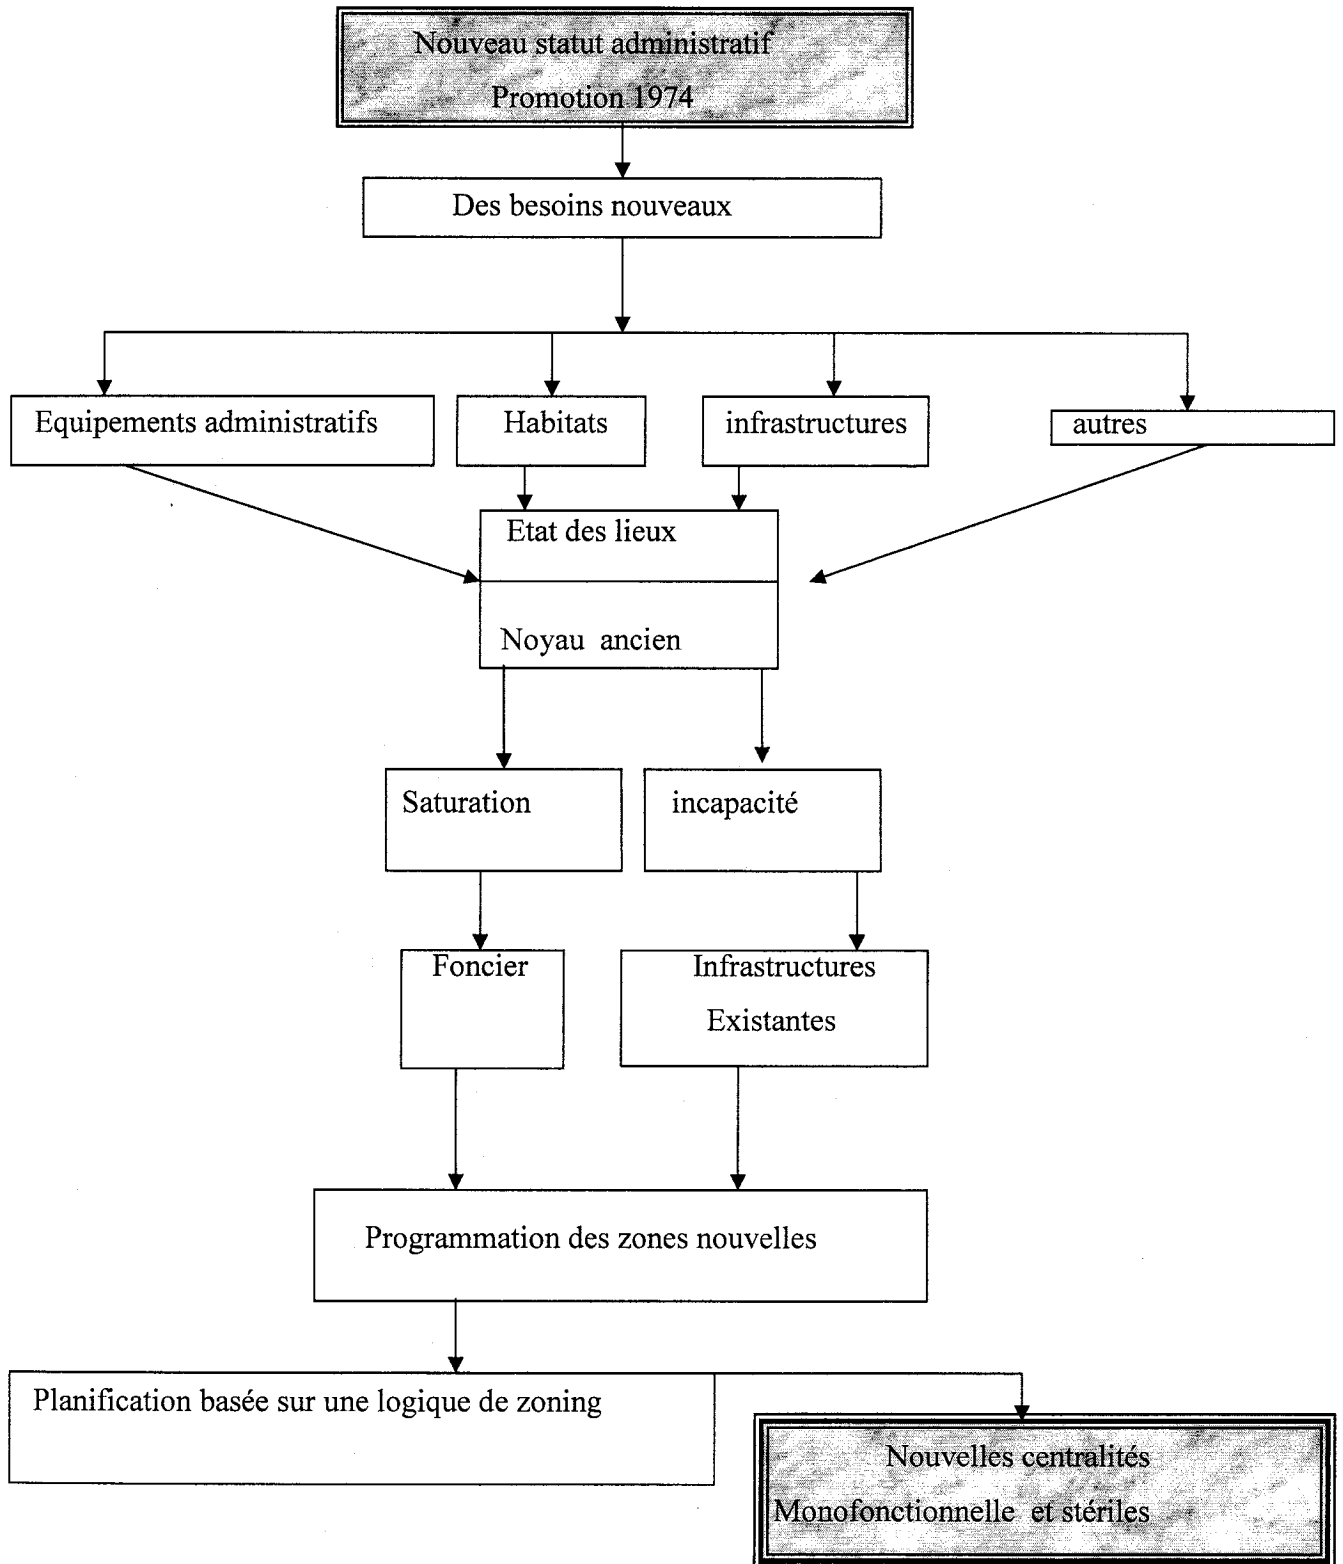 Nouveau statut administratif
Promotion 1974
Des besoins nouveaux
Equipements administratifs
Habitats
infrastructures
autres
Etat des lieux
Noyau ancien
Saturation
incapacité
Foncier
Infrastructures
Existantes
Programmation des zones nouvelles
Planification basée sur une logique de zoning
Nouvelles centralités
Monofonctionnelle et stériles